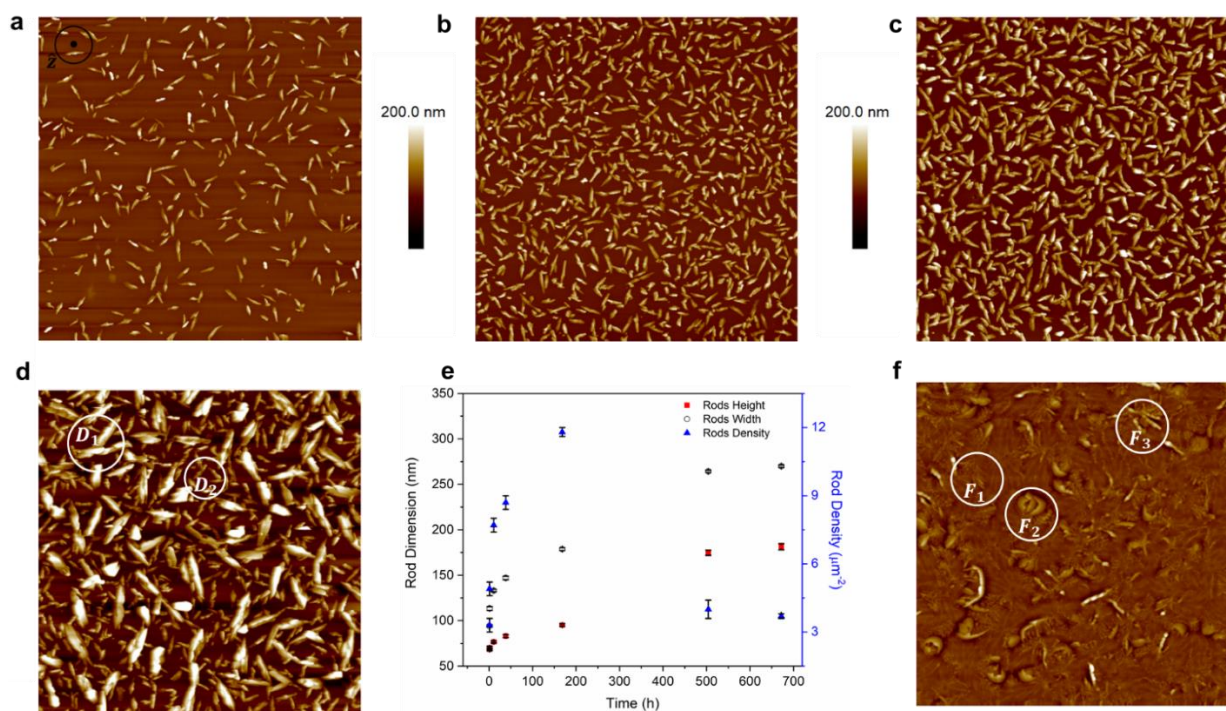 a
ẑ
200.0 nm
b
200.0 nm
c
d
D1
D2
e
350
300
250
200
150
100
50
Rod Dimension (nm)
Rods Height
Rods Width
Rods Density
12
9
6
3
Rod Density (μm-2)
0 100 200 300 400 500 600 700
Time (h)
f
F1
F2
F3